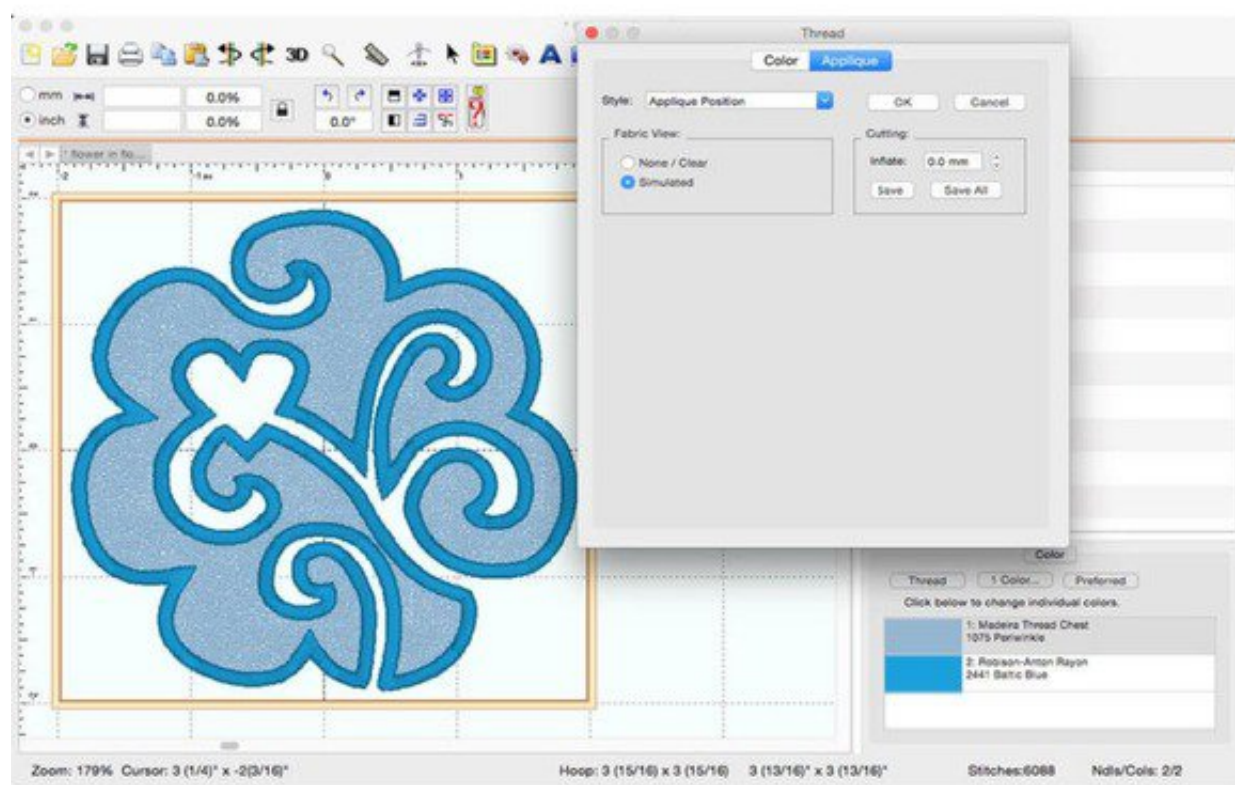 Thread
Color Applique
3D
A
mm 0.0% 0.0"
inch 0.0%
Style: Applique Position OK Cancel
Fabric View: Cutting:
None / Clear Inflate: 0.0 mm
Simulated Save Save All
* flower in flo...
Color
Thread 1 Color... Preferred
Click below to change individual colors.
1: Madeira Thread Chest
1075 Periwinkle
2: Robison-Anton Rayon
2441 Baltic Blue
Zoom: 179% Cursor: 3 (1/4)" x -2(3/16)" Hoop: 3 (15/16) x 3 (15/16) 3 (13/16)" x 3 (13/16)" Stitches:6088 Ndls/Cols: 2/2